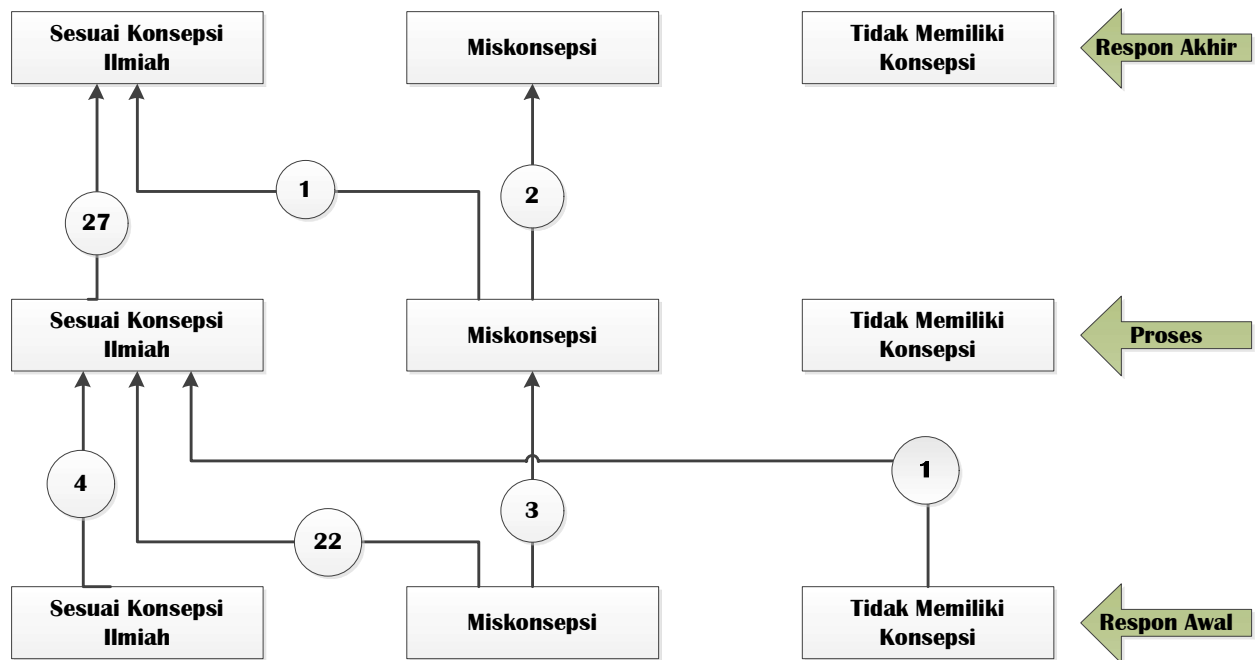 Sesuai Konsepsi
Ilmiah
Miskonsepsi
Tidak Memiliki
Konsepsi
Respon Akhir
1
2
27
Sesuai Konsepsi
Ilmiah
Miskonsepsi
Tidak Memiliki
Konsepsi
Proses
4
1
3
22
Sesuai Konsepsi
Ilmiah
Miskonsepsi
Tidak Memiliki
Konsepsi
Respon Awal